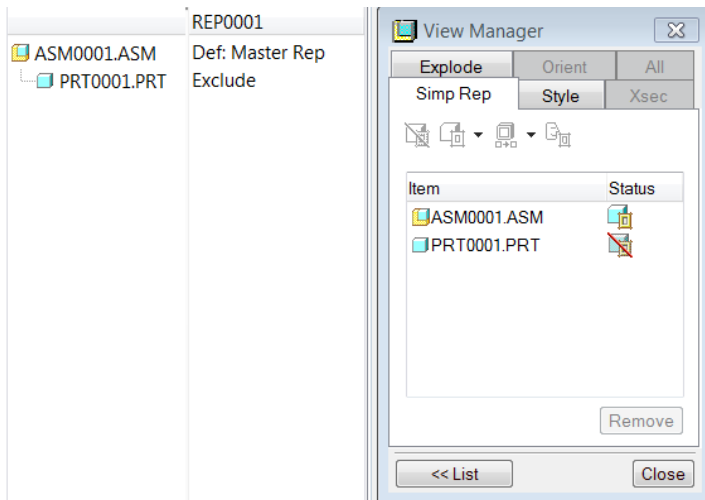 REP0001
ASM0001.ASM Def: Master Rep
PRT0001.PRT Exclude
View Manager
Explode Orient All
Simp Rep Style Xsec
Item Status
ASM0001.ASM
PRT0001.PRT
Remove
<< List Close